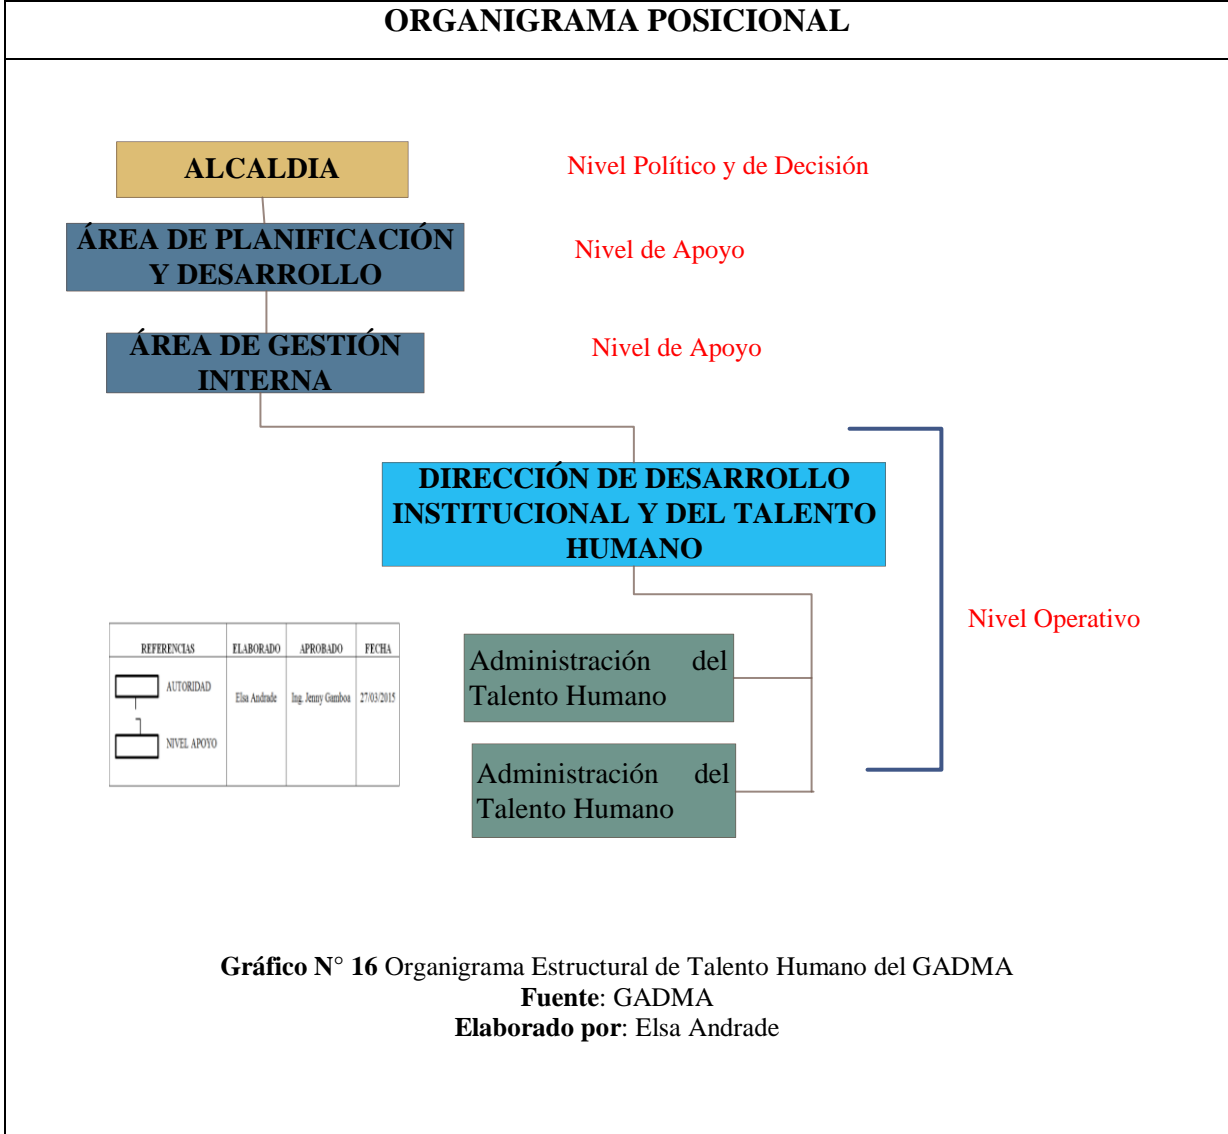 ORGANIGRAMA POSICIONAL
ALCALDIA
Nivel Político y de Decisión
ÁREA DE PLANIFICACIÓN
Y DESARROLLO
Nivel de Apoyo
ÁREA DE GESTIÓN
INTERNA
Nivel de Apoyo
DIRECCIÓN DE DESARROLLO
INSTITUCIONAL Y DEL TALENTO
HUMANO
Nivel Operativo
REFERENCIAS ELABORADO APROBADO FECHA
AUTORIDAD
Elsa Andrade Ing. Jenny Gamboa 27/03/2015
NIVEL APOYO
Administración del
Talento Humano
Administración del
Talento Humano
Gráfico N° 16 Organigrama Estructural de Talento Humano del GADMA
Fuente: GADMA
Elaborado por: Elsa Andrade